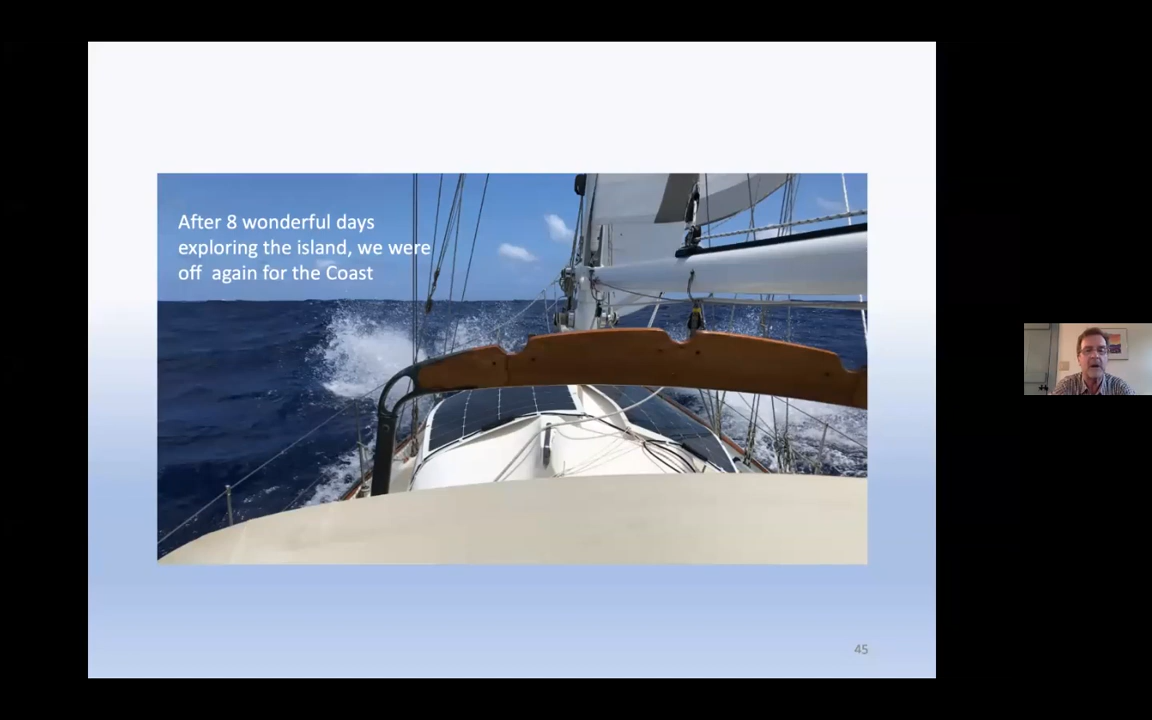 After 8 wonderful days
exploring the island, we were
off  again for the Coast
45